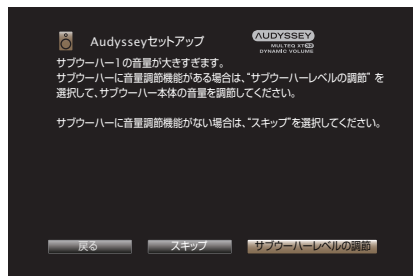 Audysseyセットアップ
AUDYSSEY
MULTEQ XT32
DYNAMIC VOLUME
サブウーハー1の音量が大きすぎます。
サブウーハーに音量調節機能がある場合は、“サブウーハーレベルの調節” を
選択して、サブウーハー本体の音量を調節してください。
サブウーハーに音量調節機能がない場合は、“スキップ”を選択してください。
戻る
スキップ
サブウーハーレベルの調節